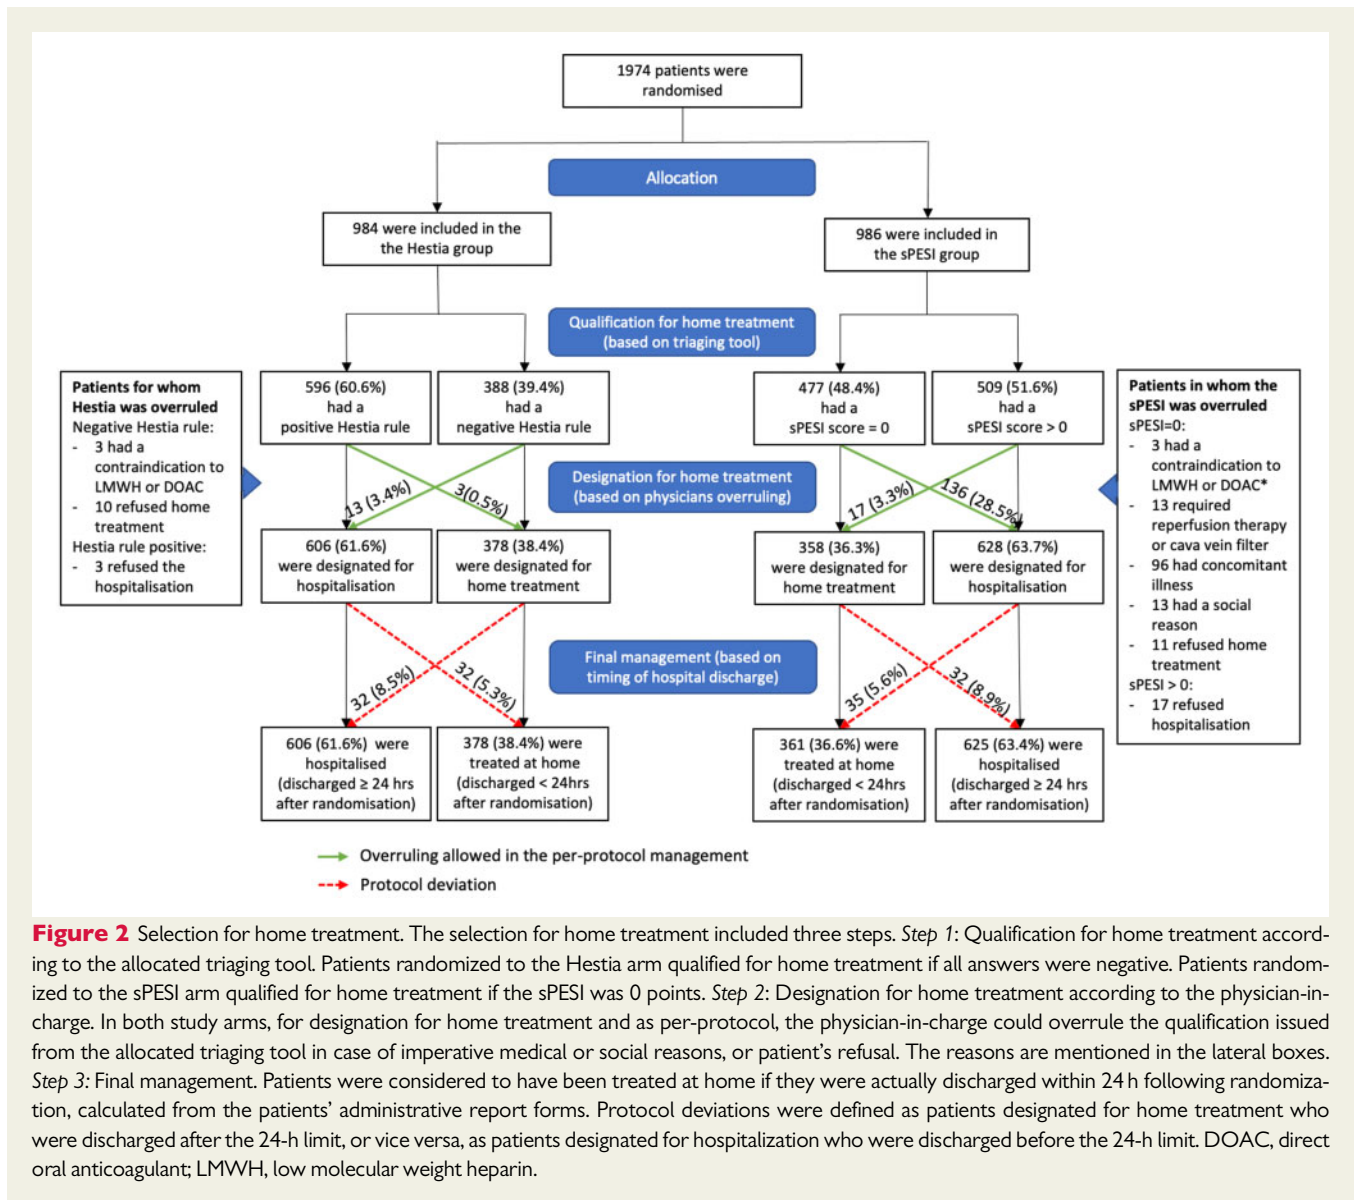 1974 patients were
randomised
Allocation
984 were included in the
the Hestia group
986 were included in
the sPESI group
Qualification for home treatment
(based on triaging tool)
Patients for whom
Hestia was overruled
Negative Hestia rule:
- 3 had a
contraindication to
LMWH or DOAC
- 10 refused home
treatment
Hestia rule positive:
- 3 refused the
hospitalisation
596 (60.6%)
had a
positive Hestia rule
388 (39.4%)
had a
negative Hestia rule
477 (48.4%)
had a
sPESI score = 0
509 (51.6%)
had a
sPESI score > 0
Patients in whom the
sPESI was overruled
sPESI=0:
- 3 had a
contraindication to
LMWH or DOAC*
- 13 required
reperfusion therapy
or cava vein filter
- 96 had concomitant
illness
- 13 had a social
reason
- 11 refused home
treatment
sPESI > 0:
- 17 refused
hospitalisation
Designation for home treatment
(based on physicians overruling)
13 (3.4%)
3(0.5%)
17 (3.3%)
136 (28.5%)
606 (61.6%)
were designated for
hospitalisation
378 (38.4%)
were designated for
home treatment
358 (36.3%)
were designated for
home treatment
628 (63.7%)
were designated for
hospitalisation
Final management (based on
timing of hospital discharge)
32 (8.5%)
32 (5.3%)
35 (5.6%)
32 (8.9%)
606 (61.6%) were
hospitalised
(discharged ≥ 24 hrs
after randomisation)
378 (38.4%) were
treated at home
(discharged < 24hrs
after randomisation)
361 (36.6%) were
treated at home
(discharged < 24hrs
after randomisation)
625 (63.4%) were
hospitalised
(discharged ≥ 24 hrs
after randomisation)
Overruling allowed in the per-protocol management
Protocol deviation
Figure 2 Selection for home treatment. The selection for home treatment included three steps. Step 1: Qualification for home treatment accord-
ing to the allocated triaging tool. Patients randomized to the Hestia arm qualified for home treatment if all answers were negative. Patients random-
ized to the sPESI arm qualified for home treatment if the sPESI was 0 points. Step 2: Designation for home treatment according to the physician-in-
charge. In both study arms, for designation for home treatment and as per-protocol, the physician-in-charge could overrule the qualification issued
from the allocated triaging tool in case of imperative medical or social reasons, or patient's refusal. The reasons are mentioned in the lateral boxes.
Step 3: Final management. Patients were considered to have been treated at home if they were actually discharged within 24 h following randomiza-
tion, calculated from the patients' administrative report forms. Protocol deviations were defined as patients designated for home treatment who
were discharged after the 24-h limit, or vice versa, as patients designated for hospitalization who were discharged before the 24-h limit. DOAC, direct
oral anticoagulant; LMWH, low molecular weight heparin.